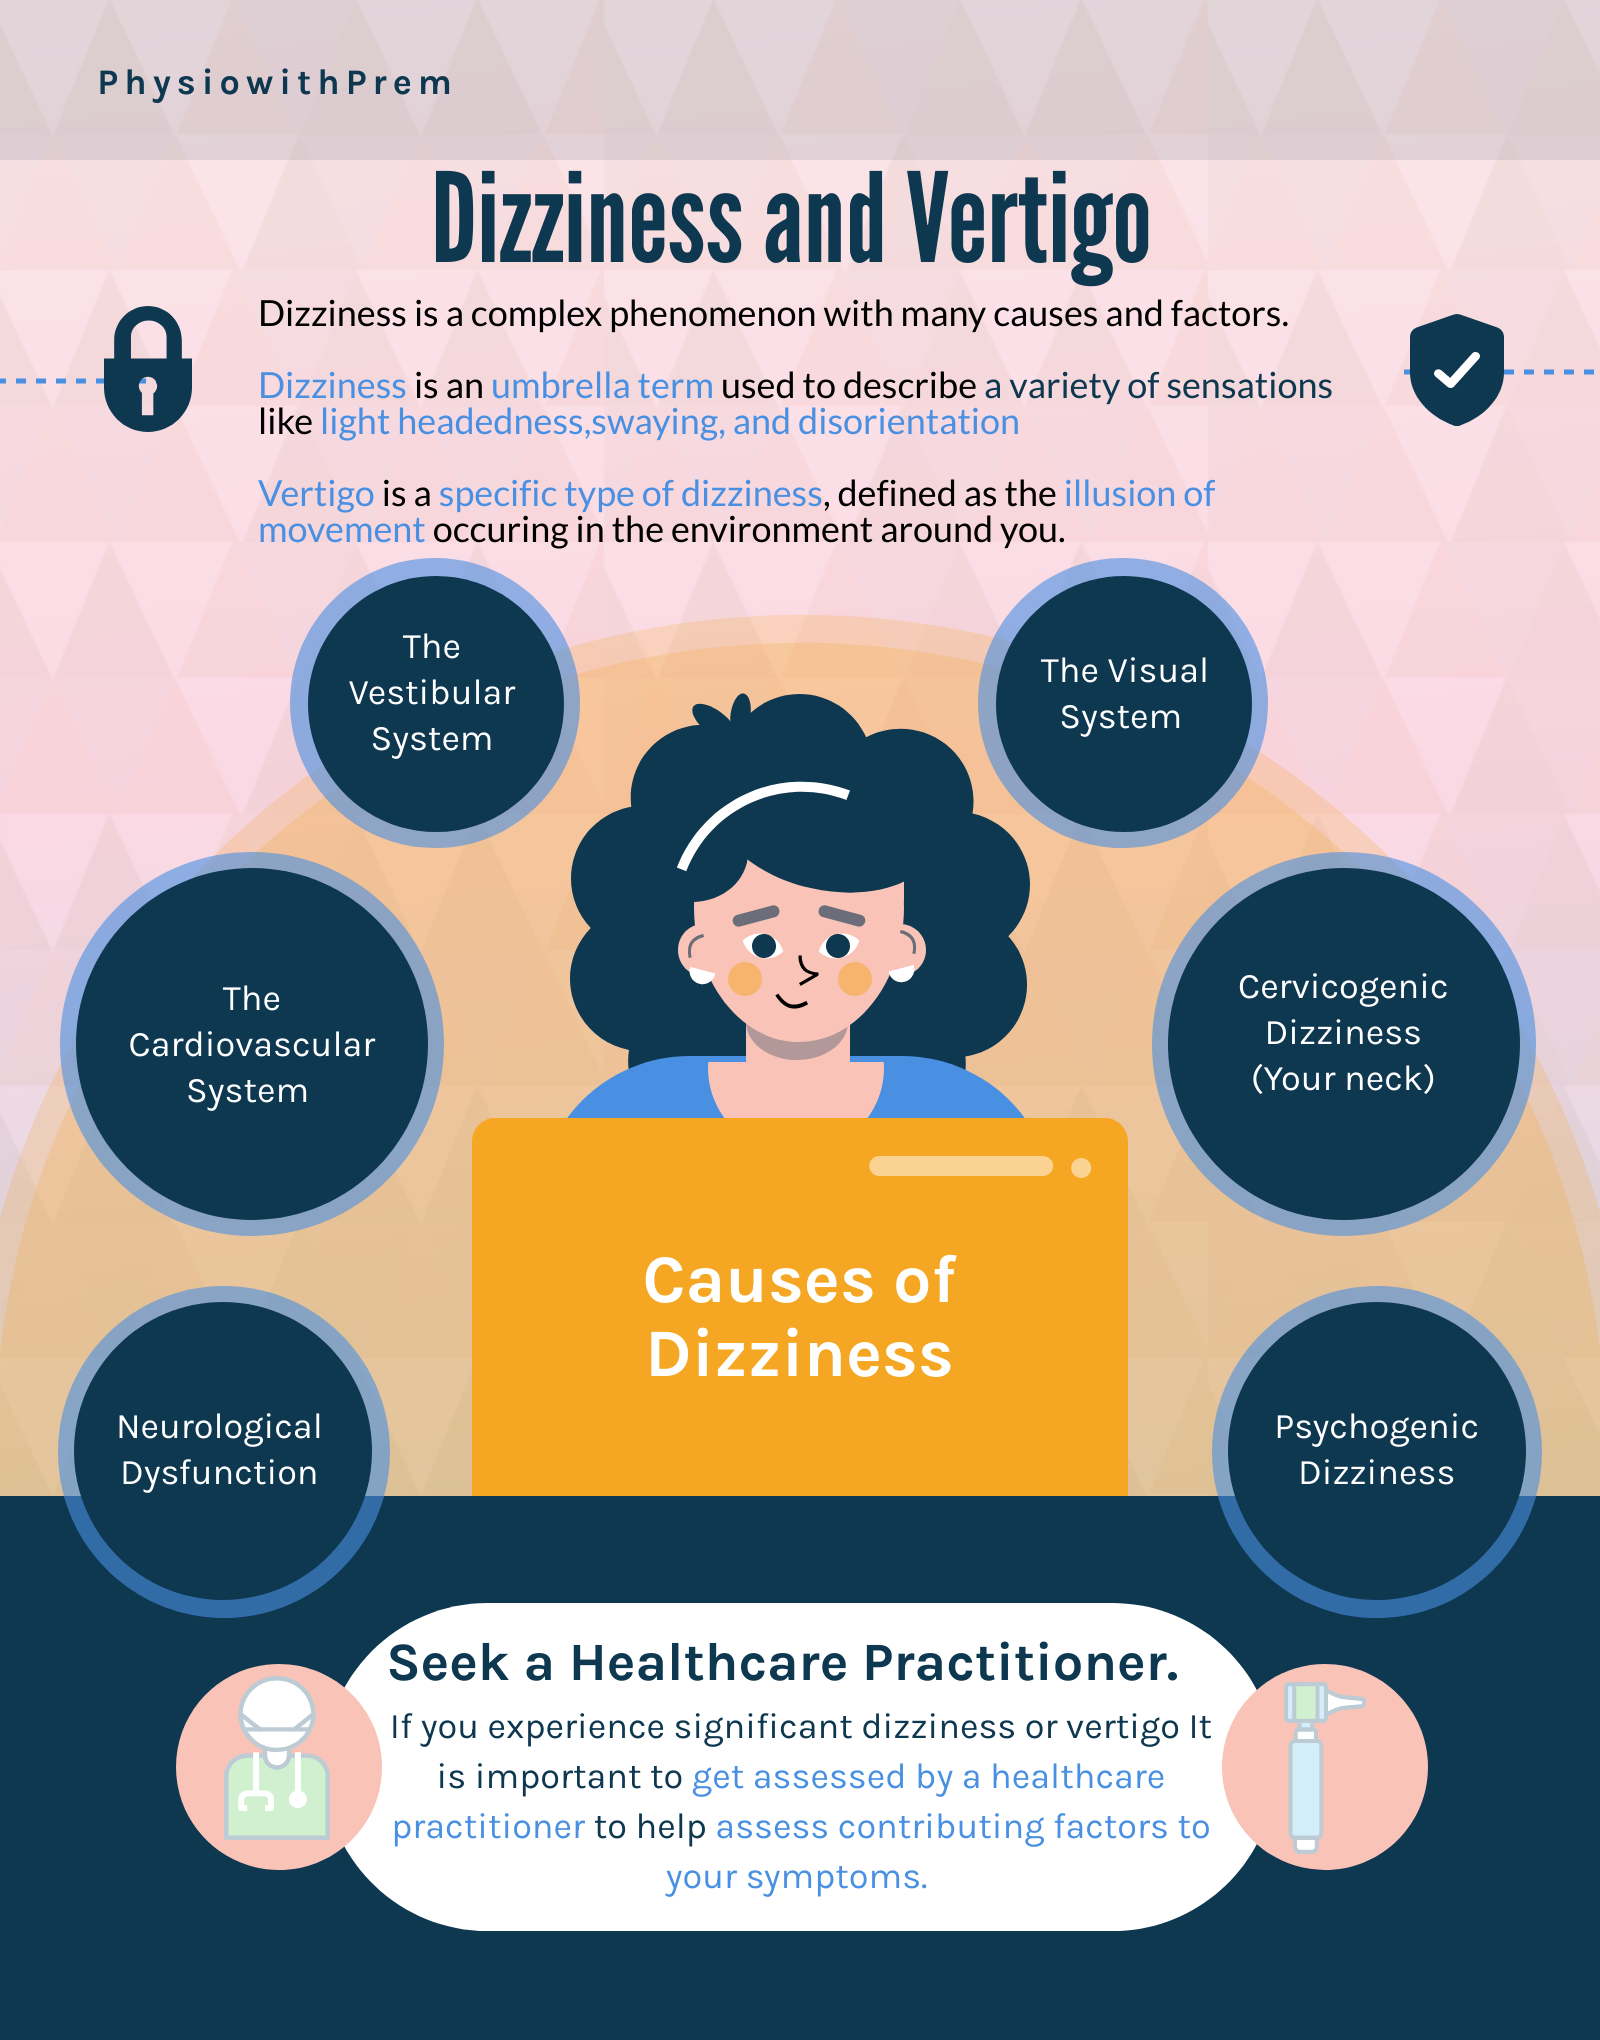 PhysiowithPrem
Dizziness and Vertigo
Dizziness is a complex phenomenon with many causes and factors.
Dizziness is an umbrella term used to describe a variety of sensations
like light headedness,swaying, and disorientation
Vertigo is a specific type of dizziness, defined as the illusion of
movement occuring in the environment around you.
The
Vestibular
System
The Visual
System
The
Cardiovascular
System
Cervicogenic
Dizziness
(Your neck)
Causes of
Dizziness
Neurological
Dysfunction
Psychogenic
Dizziness
Seek a Healthcare Practitioner.
If you experience significant dizziness or vertigo It
is important to get assessed by a healthcare
practitioner to help assess contributing factors to
your symptoms.